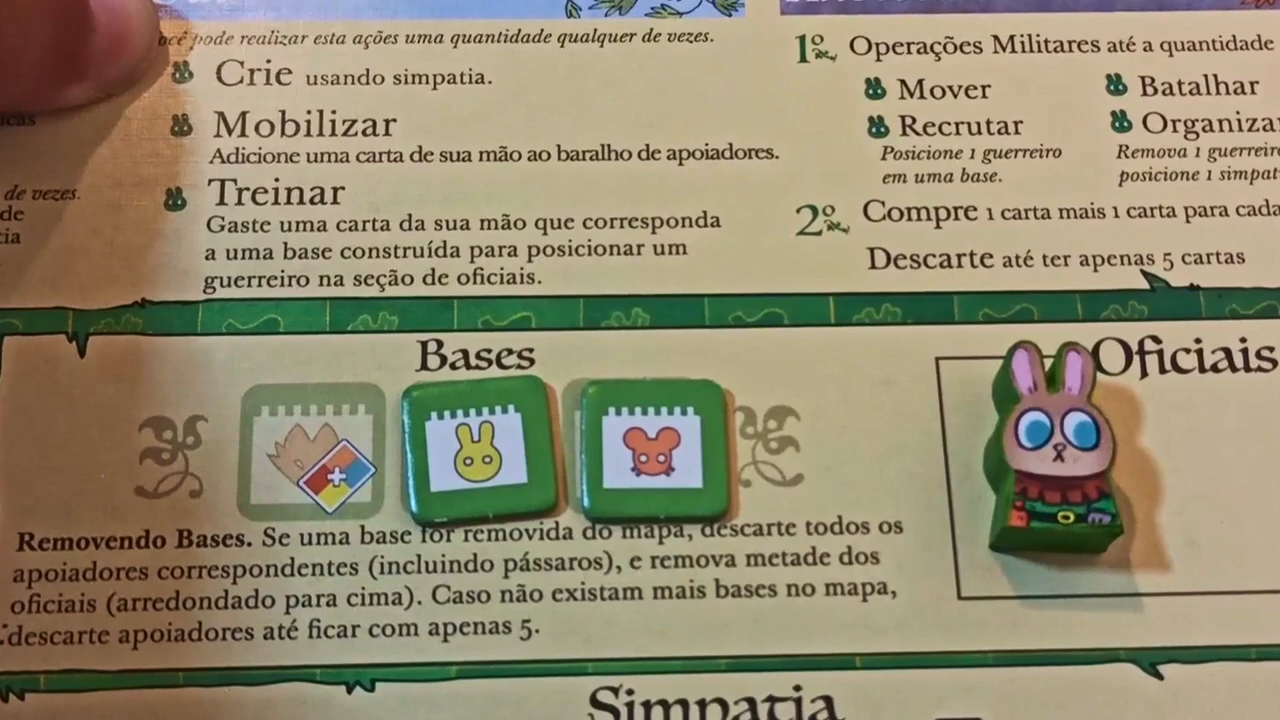 pode realizar esta ações uma quantidade qualquer de vezes.
Crie usando simpatia.
Mobilizar
Adicione uma carta de sua mão ao baralho de apoiadores.
Treinar
Gaste uma carta da sua mão que corresponda
a uma base construída para posicionar um
guerreiro na seção de oficiais.
de vezes.
de
1º Operações Militares até a quantidade
Mover
Batalhar
Recrutar
Posicione 1 guerreiro
em uma base.
Organizar
Remova 1 guerreiro
posicione 1 simpat
2º Compre 1 carta mais 1 carta para cada
Descarte até ter apenas 5 cartas
Bases
Oficiais
Removendo Bases. Se uma base for removida do mapa, descarte todos os
apoiadores correspondentes (incluindo pássaros), e remova metade dos
oficiais (arredondado para cima). Caso não existam mais bases no mapa,
descarte apoiadores até ficar com apenas 5.
Simpatia